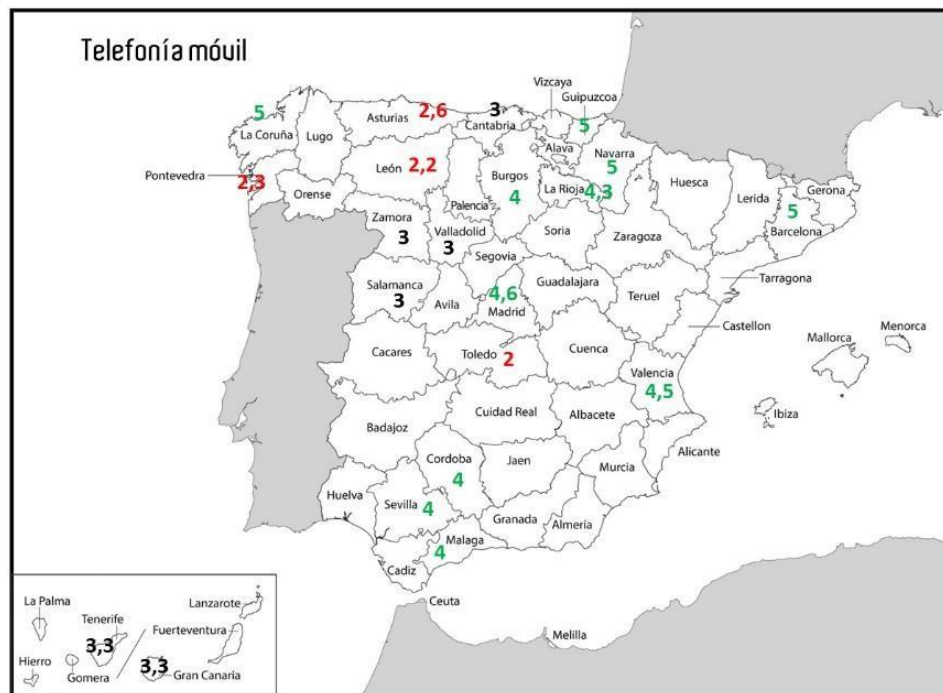 Telefonía móvil
Vizcaya
Guipuzcoa
5
Asturias 2,6
3
Cantabria
5
La Coruña
Lugo
Alava
Navarra
5
León 2,2
Burgos
4
La Rioja 4,3
Huesca
Lerida
Gerona
Pontevedra
2,3
Orense
Palencia
5
Barcelona
Zamora
3
Valladolid
3
Soria
Zaragoza
Segovia
Tarragona
Salamanca
3
Avila
4,6
Madrid
Guadalajara
Teruel
Castellon
Mallorca
Menorca
Cacares
Toledo 2
Cuenca
Valencia
4,5
Ibiza
Badajoz
Cuidad Real
Albacete
Alicante
Cordoba
4
Jaen
Murcia
Huelva
Sevilla
4
Granada
Almería
Malaga
4
Cadiz
Ceuta
Melilla
La Palma
Tenerife
3,3
Lanzarote
Fuerteventura
Hierro
Gomera
3,3
Gran Canaria